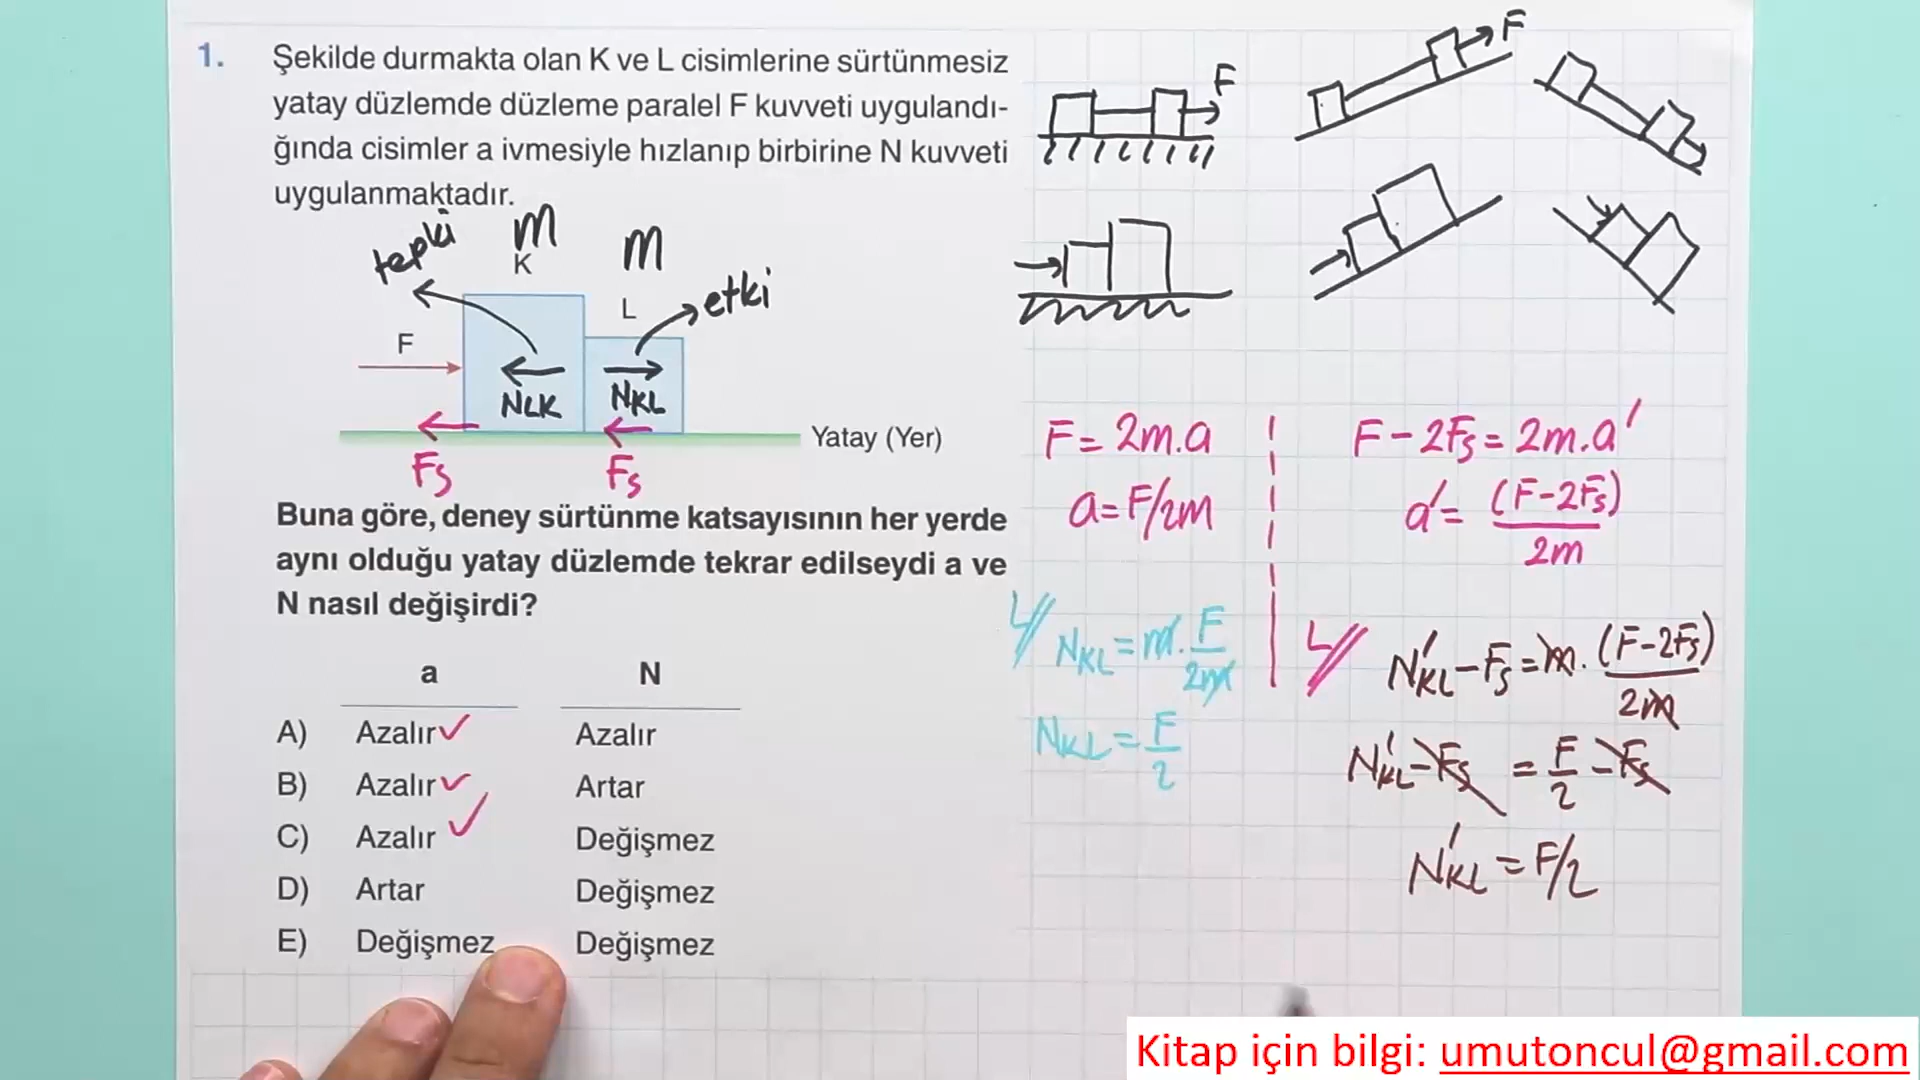 1. Şekilde durmakta olan K ve L cisimlerine sürtünmesiz
yatay düzlemde düzleme paralel F kuvveti uygulandı-
ğında cisimler a ivmesiyle hızlanıp birbirine N kuvveti
uygulanmaktadır.
F
F
tepki
m
m
K
L
etki
F
NLK
NKL
Fs
Fs
Yatay (Yer)
Buna göre, deney sürtünme katsayısının her yerde
aynı olduğu yatay düzlemde tekrar edilseydi a ve
N nasıl değişirdi?
a N
A) Azalır Azalır
B) Azalır Artar
C) Azalır Değişmez
D) Artar Değişmez
E) Değişmez Değişmez
F = 2m.a
a = F/2m
L// NKL = m. F/2m
NKL = F/2
F - 2Fs = 2m.a'
a' = (F-2Fs)/2m
L// N'KL - Fs = m. (F-2Fs)/2m
N'KL - Fs = F/2 - Fs
N'KL = F/2
Kitap için bilgi: umutoncul@gmail.com